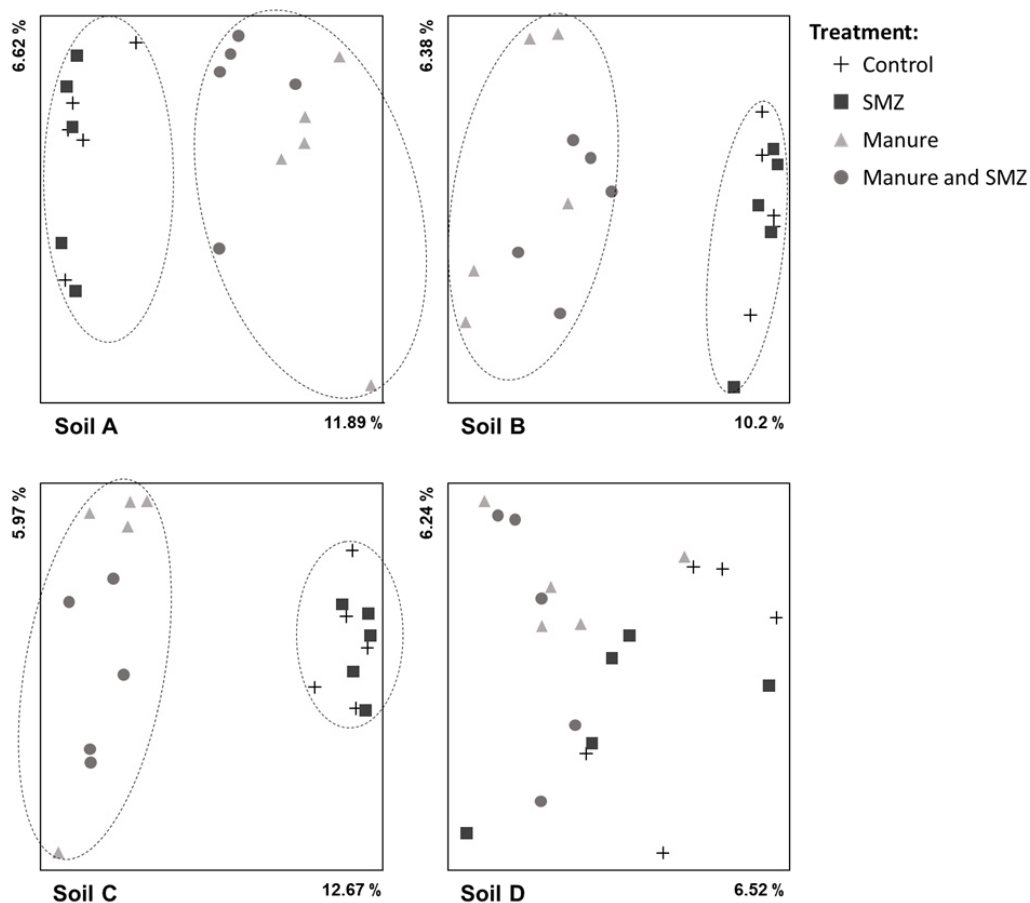 6.62 %
Soil A
11.89 %
6.38 %
Soil B
10.2 %
Treatment:
Control
SMZ
Manure
Manure and SMZ
5.97 %
Soil C
12.67 %
6.24 %
Soil D
6.52 %